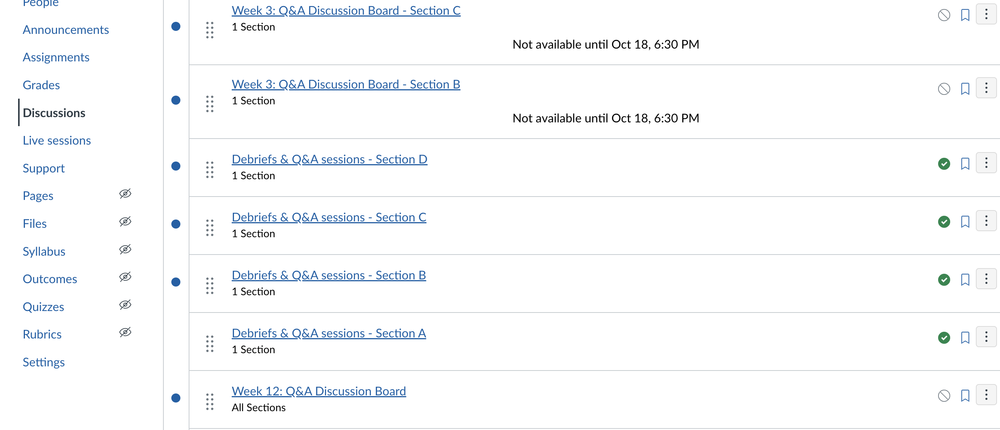 People
Announcements
Assignments
Grades
Discussions
Live sessions
Support
Pages
Files
Syllabus
Outcomes
Quizzes
Rubrics
Settings
Week 3: Q&A Discussion Board - Section C
1 Section
Not available until Oct 18, 6:30 PM
Week 3: Q&A Discussion Board - Section B
1 Section
Not available until Oct 18, 6:30 PM
Debriefs & Q&A sessions - Section D
1 Section
Debriefs & Q&A sessions - Section C
1 Section
Debriefs & Q&A sessions - Section B
1 Section
Debriefs & Q&A sessions - Section A
1 Section
Week 12: Q&A Discussion Board
All Sections